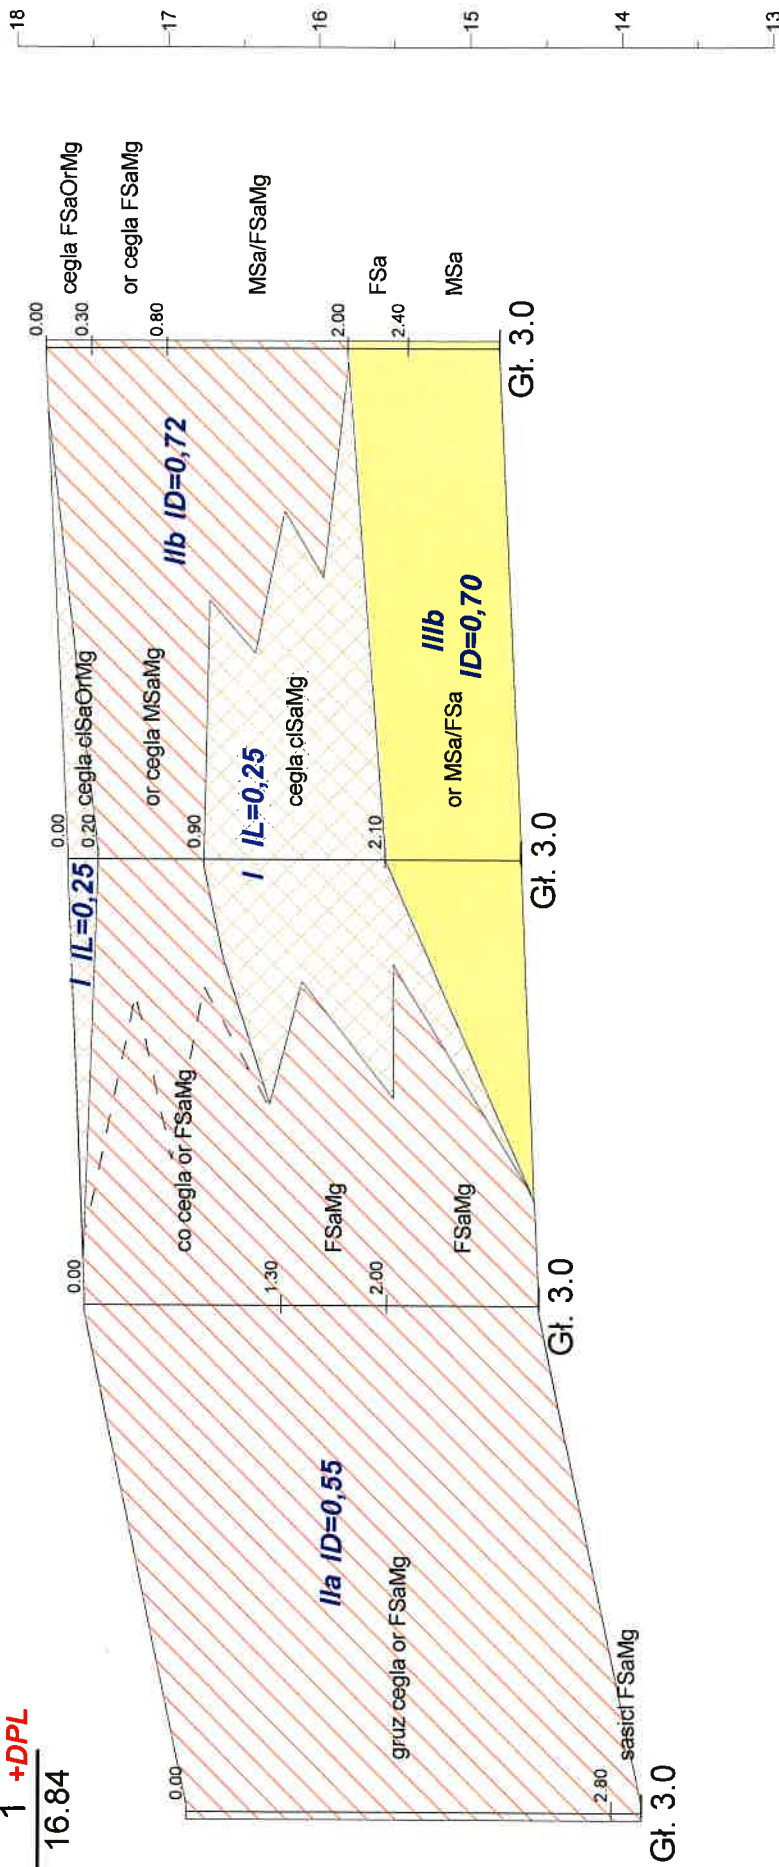 18
17
16
15
14
13
1 +DPL
16.84
0.00
gruz cegla or FSaMg
2.80
sasicl FSaMg
Gł. 3.0
IIa ID=0,55
0.00
co cegla or FSaMg
1.30
FSaMg
2.00
FSaMg
Gł. 3.0
I IL=0,25
0.00
0.20
cegla clSaOrMg
or cegla MSaMg
0.90
I IL=0,25
cegla clSaMg
2.10
or MSa/FSa
Gł. 3.0
IIb ID=0,72
IIIb
ID=0,70
0.00
cegla FSaOrMg
0.30
or cegla FSaMg
0.80
MSa/FSaMg
2.00
FSa
2.40
MSa
Gł. 3.0